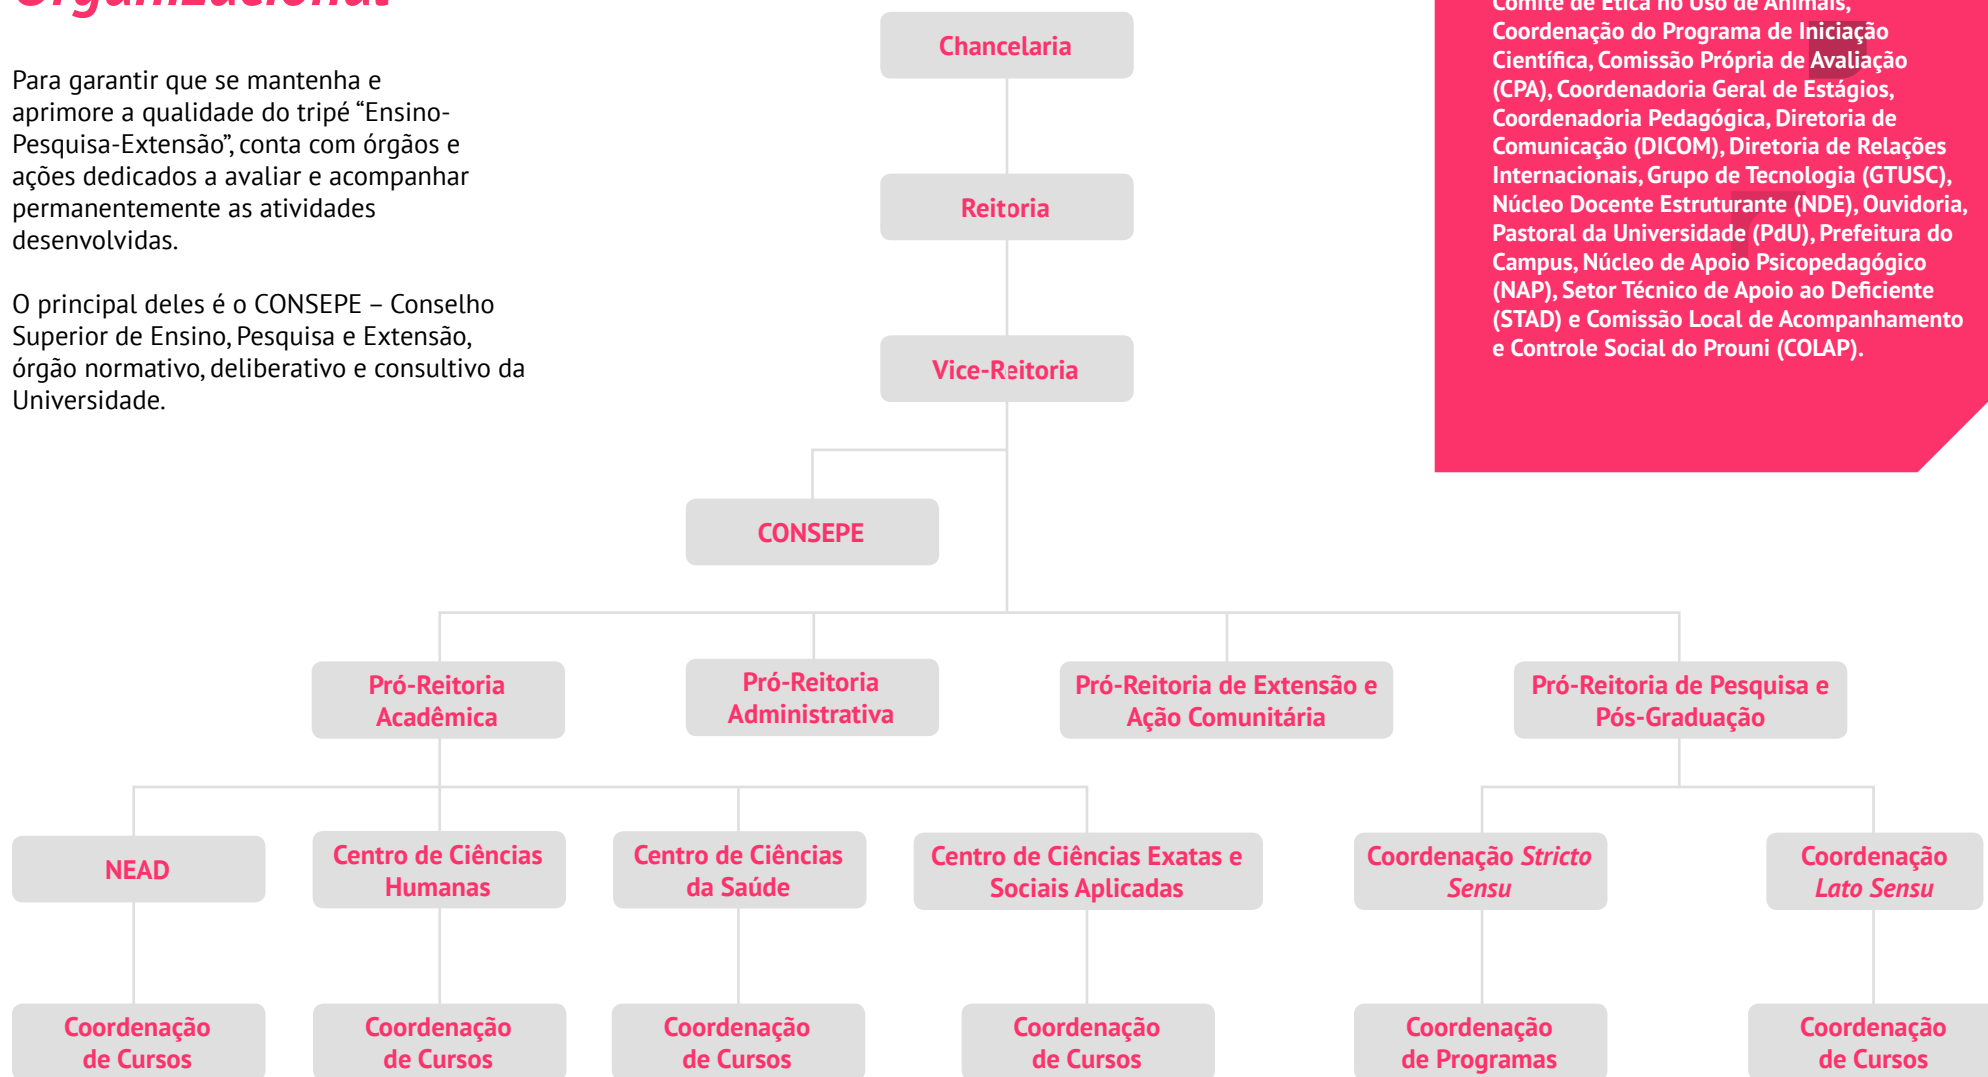 Organizacional
Para garantir que se mantenha e
aprimore a qualidade do tripé “Ensino-
Pesquisa-Extensão”, conta com órgãos e
ações dedicados a avaliar e acompanhar
permanentemente as atividades
desenvolvidas.
O principal deles é o CONSEPE – Conselho
Superior de Ensino, Pesquisa e Extensão,
órgão normativo, deliberativo e consultivo da
Universidade.
Comitê de Ética no Uso de Animais,
Coordenação do Programa de Iniciação
Científica, Comissão Própria de Avaliação
(CPA), Coordenadoria Geral de Estágios,
Coordenadoria Pedagógica, Diretoria de
Comunicação (DICOM), Diretoria de Relações
Internacionais, Grupo de Tecnologia (GTUSC),
Núcleo Docente Estruturante (NDE), Ouvidoria,
Pastoral da Universidade (PdU), Prefeitura do
Campus, Núcleo de Apoio Psicopedagógico
(NAP), Setor Técnico de Apoio ao Deficiente
(STAD) e Comissão Local de Acompanhamento
e Controle Social do Prouni (COLAP).
Chancelaria
Reitoria
Vice-Reitoria
CONSEPE
Pró-Reitoria
Acadêmica
Pró-Reitoria
Administrativa
Pró-Reitoria de Extensão e
Ação Comunitária
Pró-Reitoria de Pesquisa e
Pós-Graduação
NEAD
Centro de Ciências
Humanas
Centro de Ciências
da Saúde
Centro de Ciências Exatas e
Sociais Aplicadas
Coordenação Stricto
Sensu
Coordenação
Lato Sensu
Coordenação
de Cursos
Coordenação
de Cursos
Coordenação
de Cursos
Coordenação
de Cursos
Coordenação
de Programas
Coordenação
de Cursos